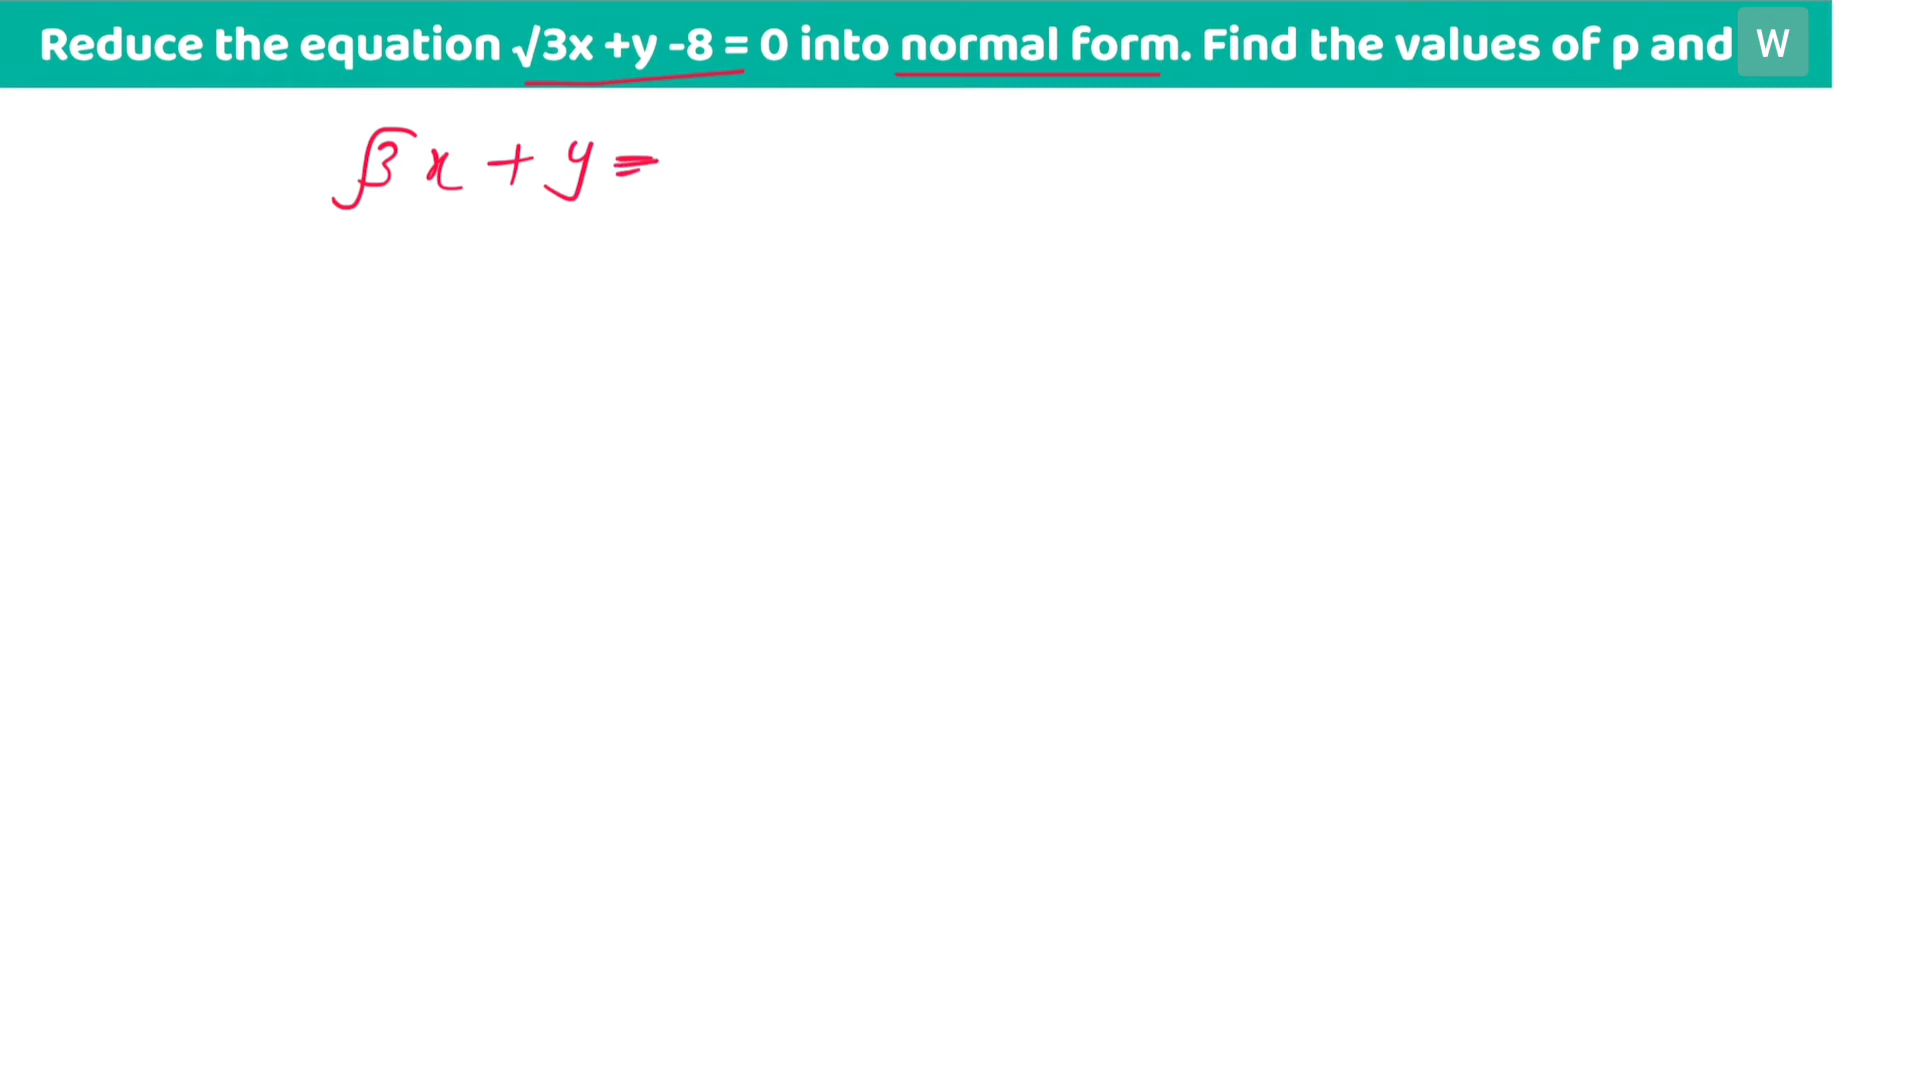 Reduce the equation √3x +y -8 = 0 into normal form. Find the values of p and W
√3 x + y =